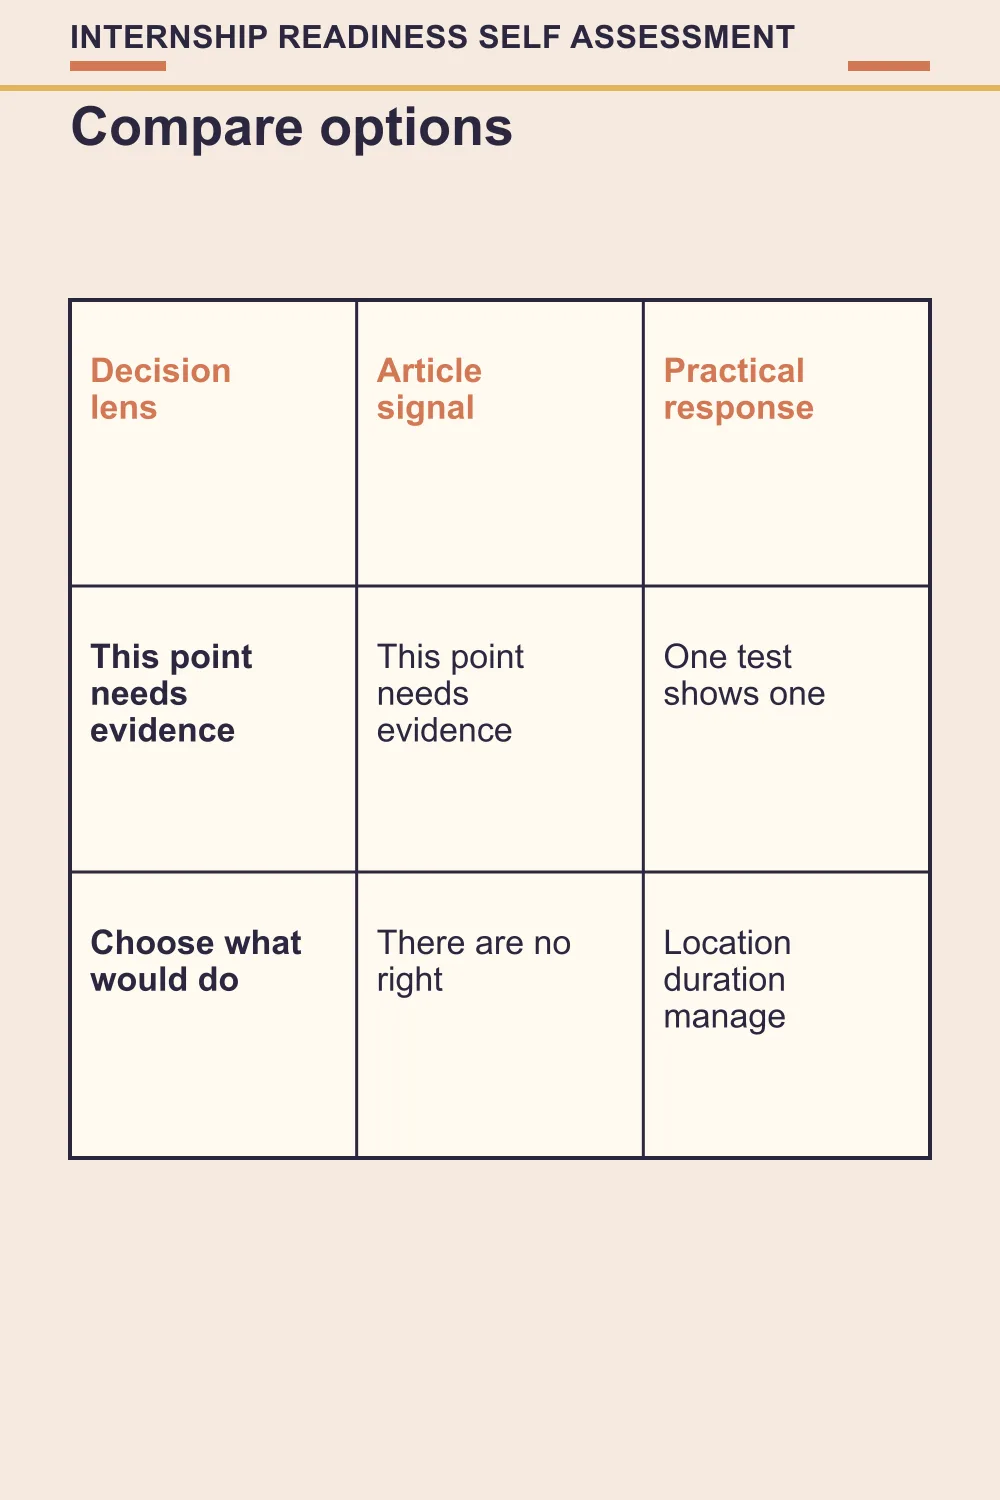 INTERNSHIP READINESS SELF ASSESSMENT
Compare options
Decision
lens
Article
signal
Practical
response
This point
needs
evidence
This point
needs
evidence
One test
shows one
Choose what
would do
There are no
right
Location
duration
manage